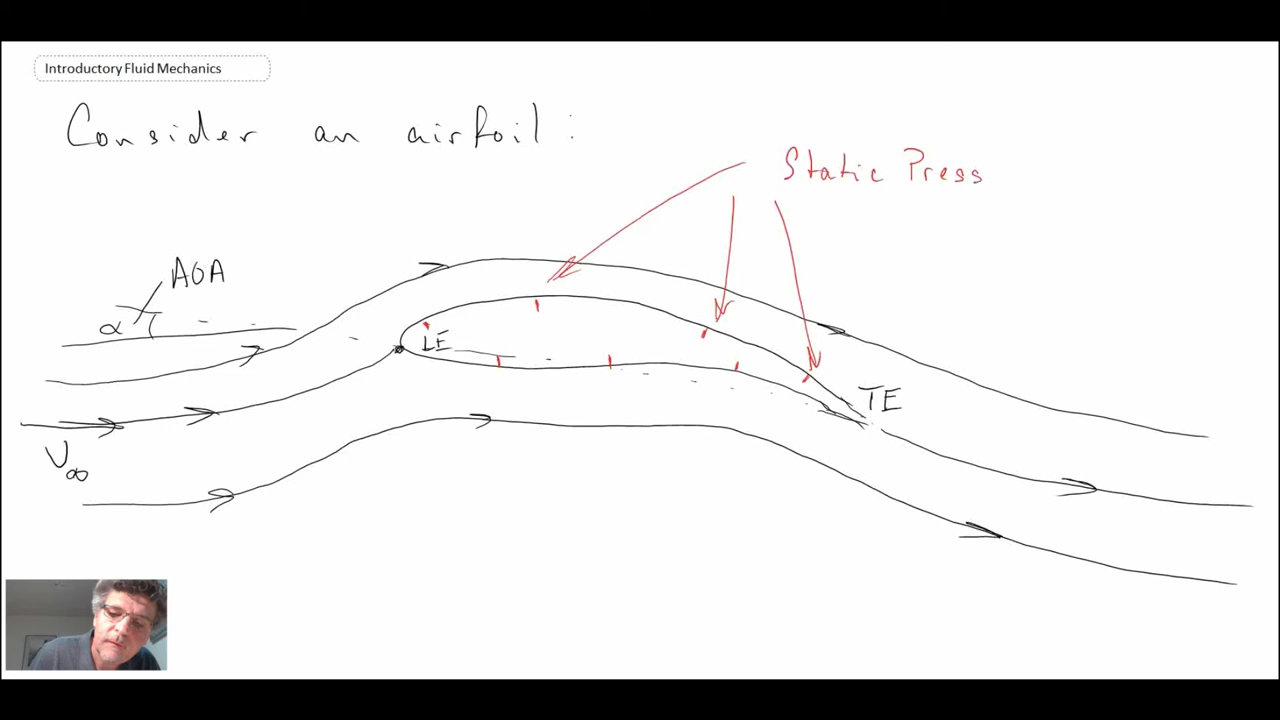 Introductory Fluid Mechanics
Consider an airfoil:
Static Press
AOA
α
LE
TE
V∞